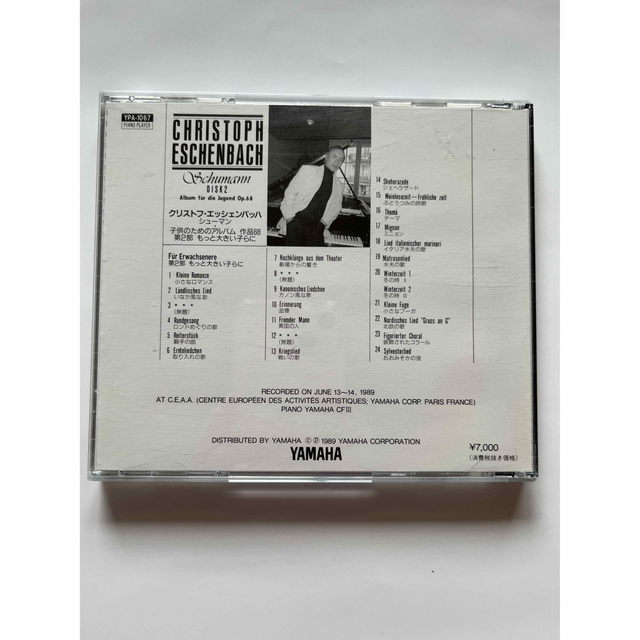 YPA-1067
PIANO PLAYER
CHRISTOPH
ESCHENBACH
Schumann
DISK2
Album für die Jugend Op.68
クリストフ・エッシェンバッハ
シューマン
子供のためのアルバム 作品68
第2部 もっと大きい子らに
Für Erwachsenere
第2部 もっと大きい子らに
1 Kleine Romanze
小さなロマンス
2 Ländlisches Lied
いなか風な歌
3 * * *
(無題)
4 Rundgesang
ロンドめぐりの歌
5 Reiterstück
騎手の曲
6 Ernteliedchen
取り入れの歌
7 Nachklänge aus dem Theater
劇場からの響き
8 * * *
(無題)
9 Kanonisches Liedchen
カノン風な歌
10 Erinnerung
追憶
11 Fremder Mann
異国の人
12 * * *
(無題)
13 Kriegslied
戦いの歌
14 Sheherazade
シェヘラザード
15 Weinlesezeit—Fröhliche zeit
ぶどうつみの時期
16 Thema
テーマ
17 Mignon
ミニョン
18 Lied italienischer marinari
イタリア水夫の歌
19 Matrosenlied
水夫の歌
20 Winterzeit 1
冬の時 I
Winterzeit 2
冬の時 II
21 Kleine Fuge
小さなフーガ
22 Nordisches Lied "Gruss an G"
北欧の歌
23 Figurierter Choral
装飾されたコラール
24 Sylvesterlied
おおみそかの夜
RECORDED ON JUNE 13〜14, 1989
AT C.E.A.A. (CENTRE EUROPÉEN DES ACTIVITÉS ARTISTIQUES; YAMAHA CORP. PARIS FRANCE)
PIANO YAMAHA CFIII
DISTRIBUTED BY YAMAHA ⓒ ⓟ 1989 YAMAHA CORPORATION
YAMAHA
¥7,000
(消費税抜き価格)